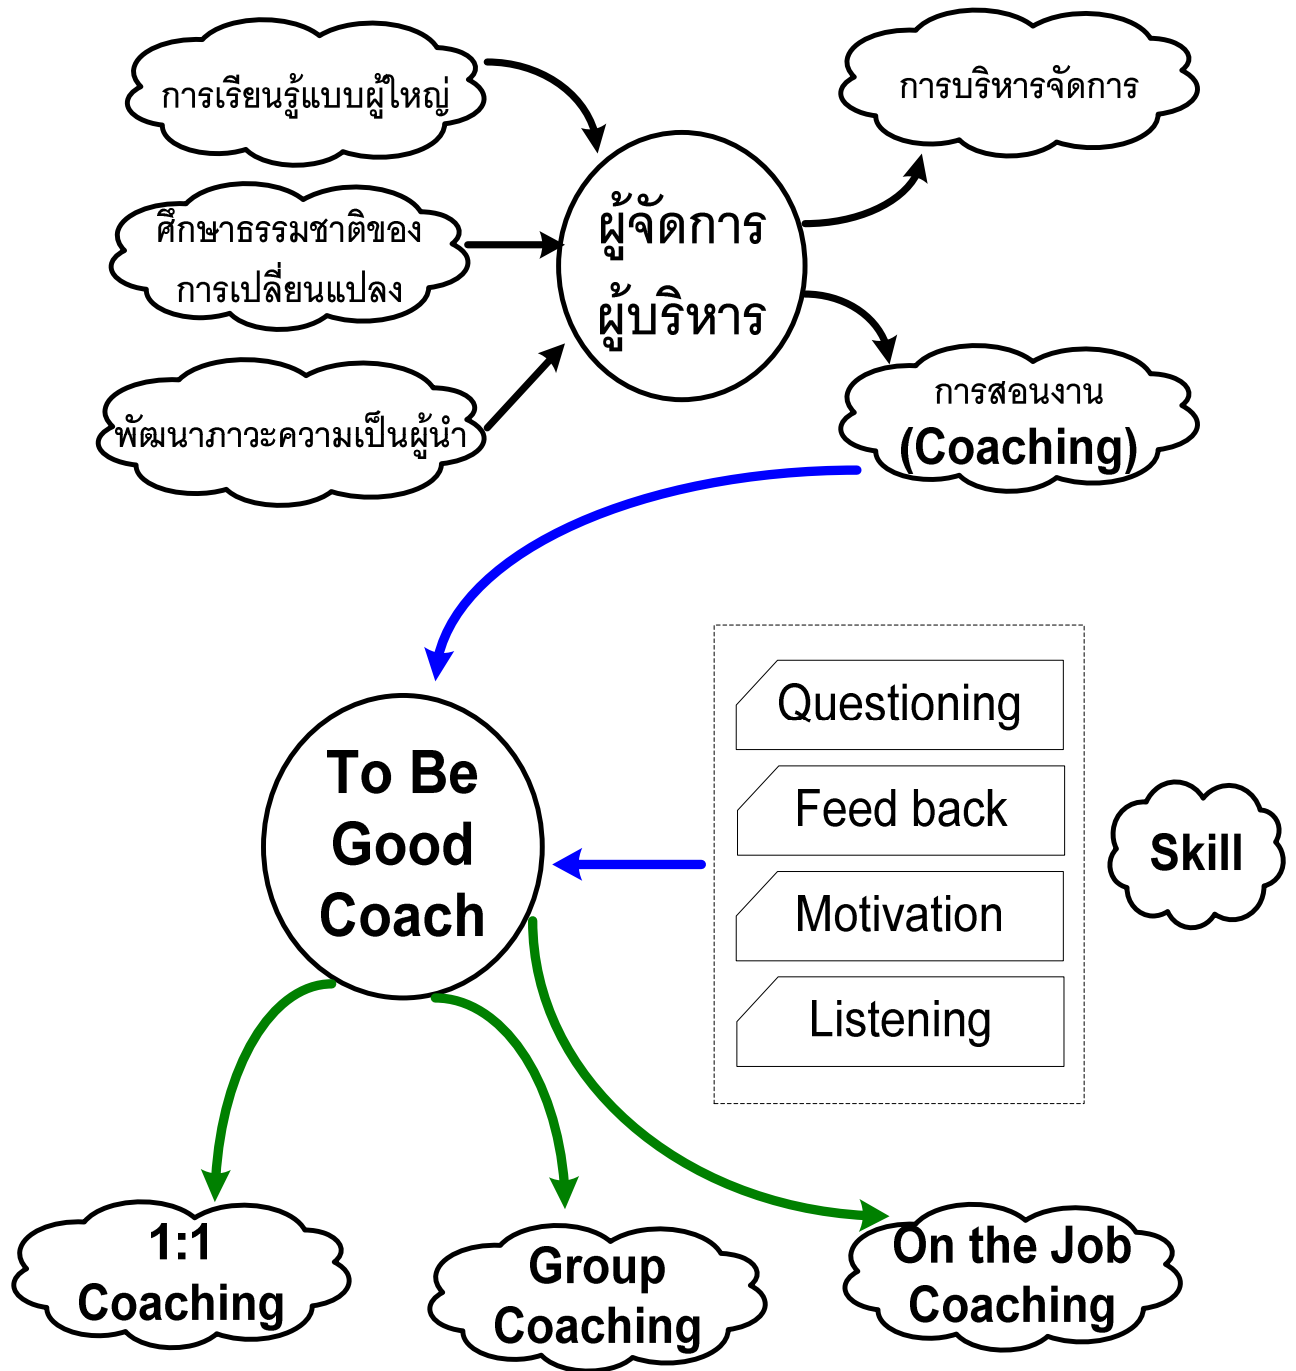 การเรียนรู้แบบผู้ใหญ่
การบริหารจัดการ
ศึกษาธรรมชาติของ
การเปลี่ยนแปลง
ผู้จัดการ
ผู้บริหาร
พัฒนาภาวะความเป็นผู้นำ
การสอนงาน
(Coaching)
To Be
Good
Coach
Questioning
Feed back
Motivation
Listening
Skill
1:1
Coaching
Group
Coaching
On the Job
Coaching